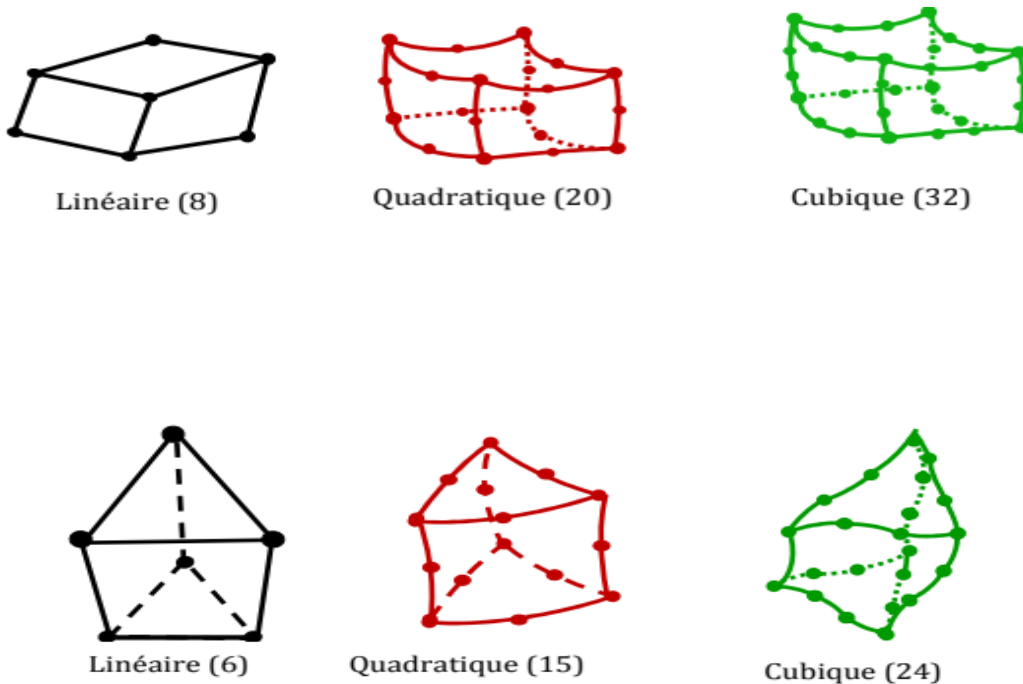 Linéaire (8)
Quadratique (20)
Cubique (32)
Linéaire (6)
Quadratique (15)
Cubique (24)